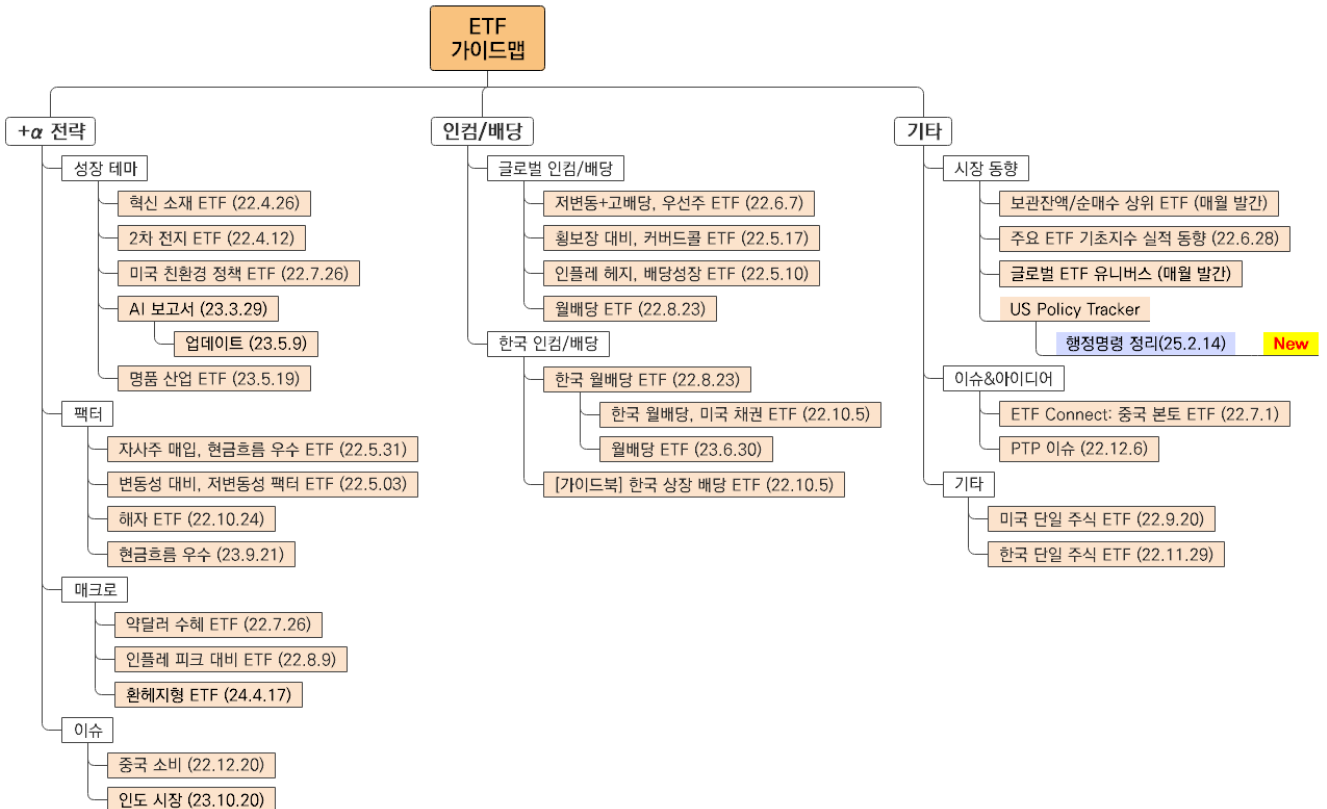 ETF
가이드맵
+α 전략
성장 테마
혁신 소재 ETF (22.4.26)
2차 전지 ETF (22.4.12)
미국 친환경 정책 ETF (22.7.26)
AI 보고서 (23.3.29)
업데이트 (23.5.9)
명품 산업 ETF (23.5.19)
팩터
자사주 매입, 현금흐름 우수 ETF (22.5.31)
변동성 대비, 저변동성 팩터 ETF (22.5.03)
해자 ETF (22.10.24)
현금흐름 우수 (23.9.21)
매크로
약달러 수혜 ETF (22.7.26)
인플레 피크 대비 ETF (22.8.9)
환헤지형 ETF (24.4.17)
이슈
중국 소비 (22.12.20)
인도 시장 (23.10.20)
인컴/배당
글로벌 인컴/배당
저변동+고배당, 우선주 ETF (22.6.7)
횡보장 대비, 커버드콜 ETF (22.5.17)
인플레 헤지, 배당성장 ETF (22.5.10)
월배당 ETF (22.8.23)
한국 인컴/배당
한국 월배당 ETF (22.8.23)
한국 월배당, 미국 채권 ETF (22.10.5)
월배당 ETF (23.6.30)
[가이드북] 한국 상장 배당 ETF (22.10.5)
기타
시장 동향
보관잔액/순매수 상위 ETF (매월 발간)
주요 ETF 기초지수 실적 동향 (22.6.28)
글로벌 ETF 유니버스 (매월 발간)
US Policy Tracker
행정명령 정리(25.2.14) New
이슈&아이디어
ETF Connect: 중국 본토 ETF (22.7.1)
PTP 이슈 (22.12.6)
기타
미국 단일 주식 ETF (22.9.20)
한국 단일 주식 ETF (22.11.29)